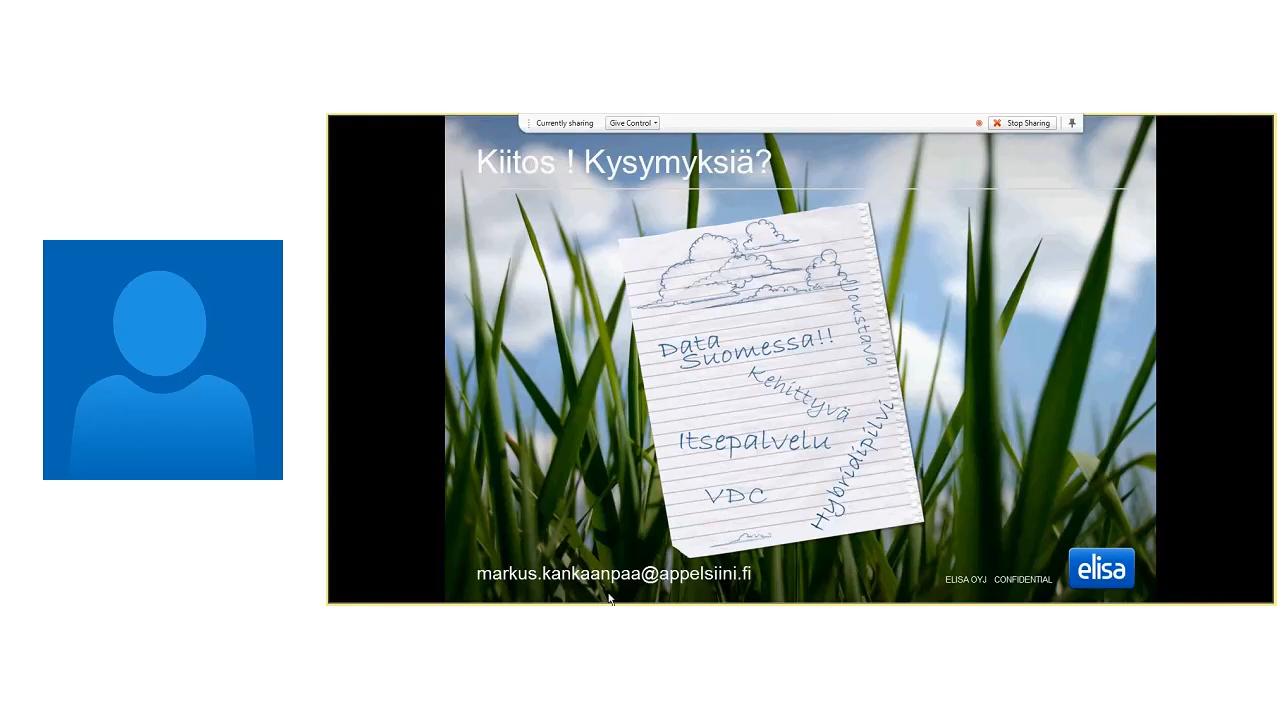 Currently sharing Give Control Stop Sharing
Kiitos ! Kysymyksiä?
Data
Suomessa!!
Joustava
Kehittyvä
Itsepalvelu
Hybridipilvi
VDC
markus.kankaanpaa@appelsiini.fi
ELISA OYJ CONFIDENTIAL
elisa